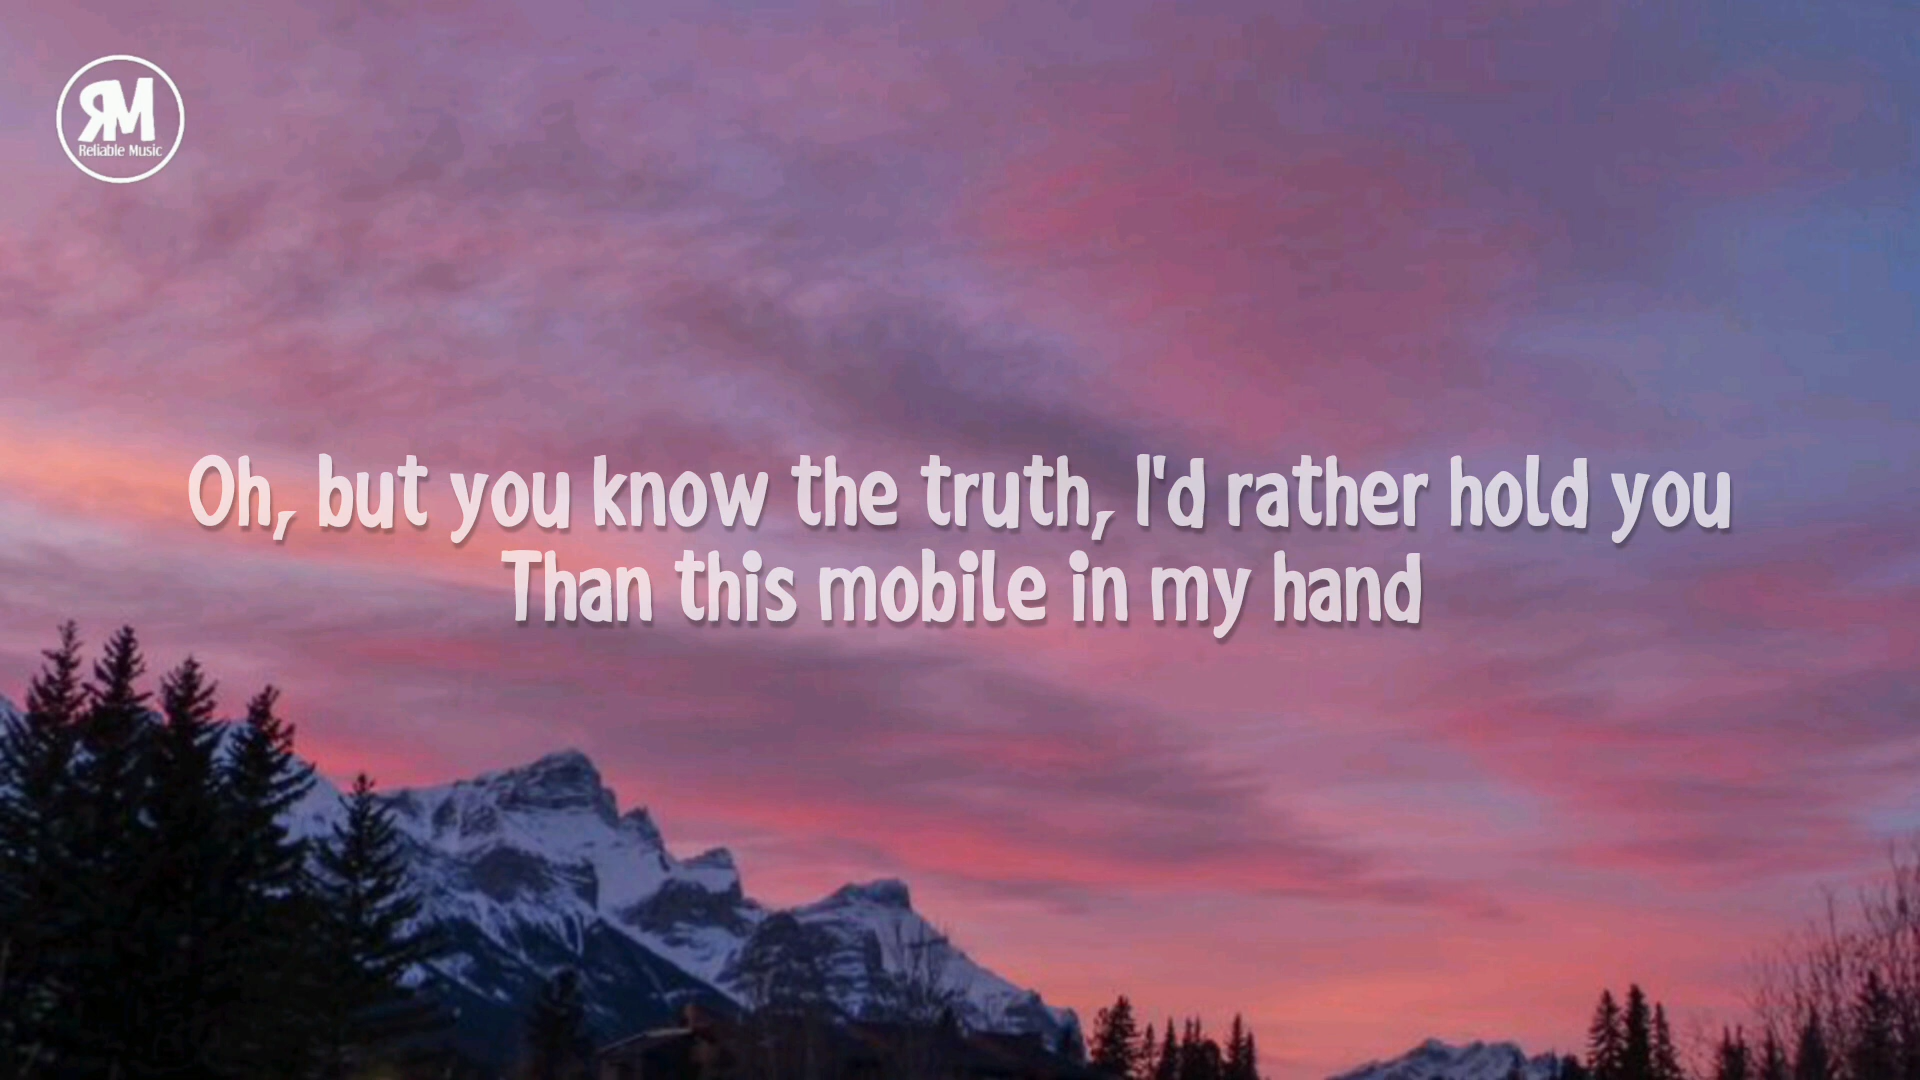 RM
Reliable Music
Oh, but you know the truth, I'd rather hold you
Than this mobile in my hand